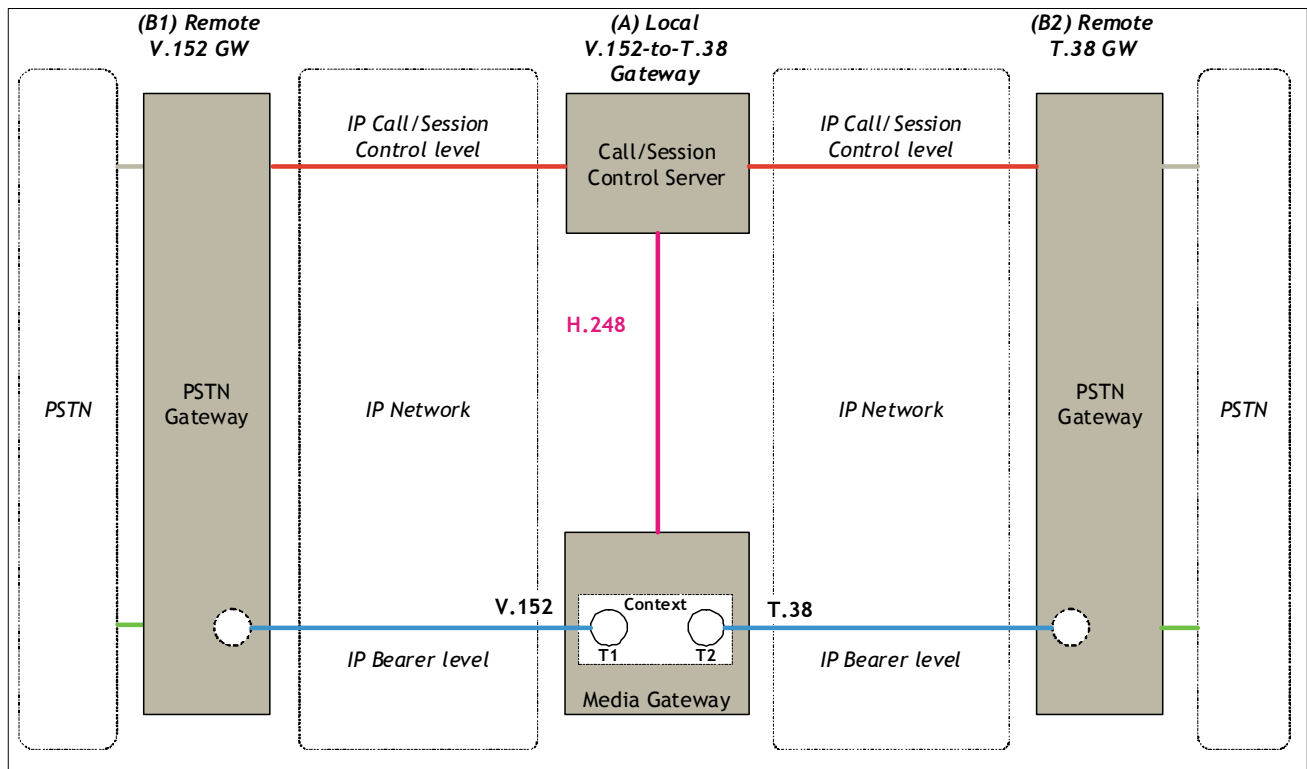 (B1) Remote
V.152 GW
(A) Local
V.152-to-T.38
Gateway
(B2) Remote
T.38 GW
IP Call/Session
Control level
Call/Session
Control Server
IP Call/Session
Control level
H.248
PSTN
PSTN
Gateway
IP Network
IP Network
PSTN
Gateway
PSTN
V.152
Context
T.38
T1
T2
IP Bearer level
IP Bearer level
Media Gateway